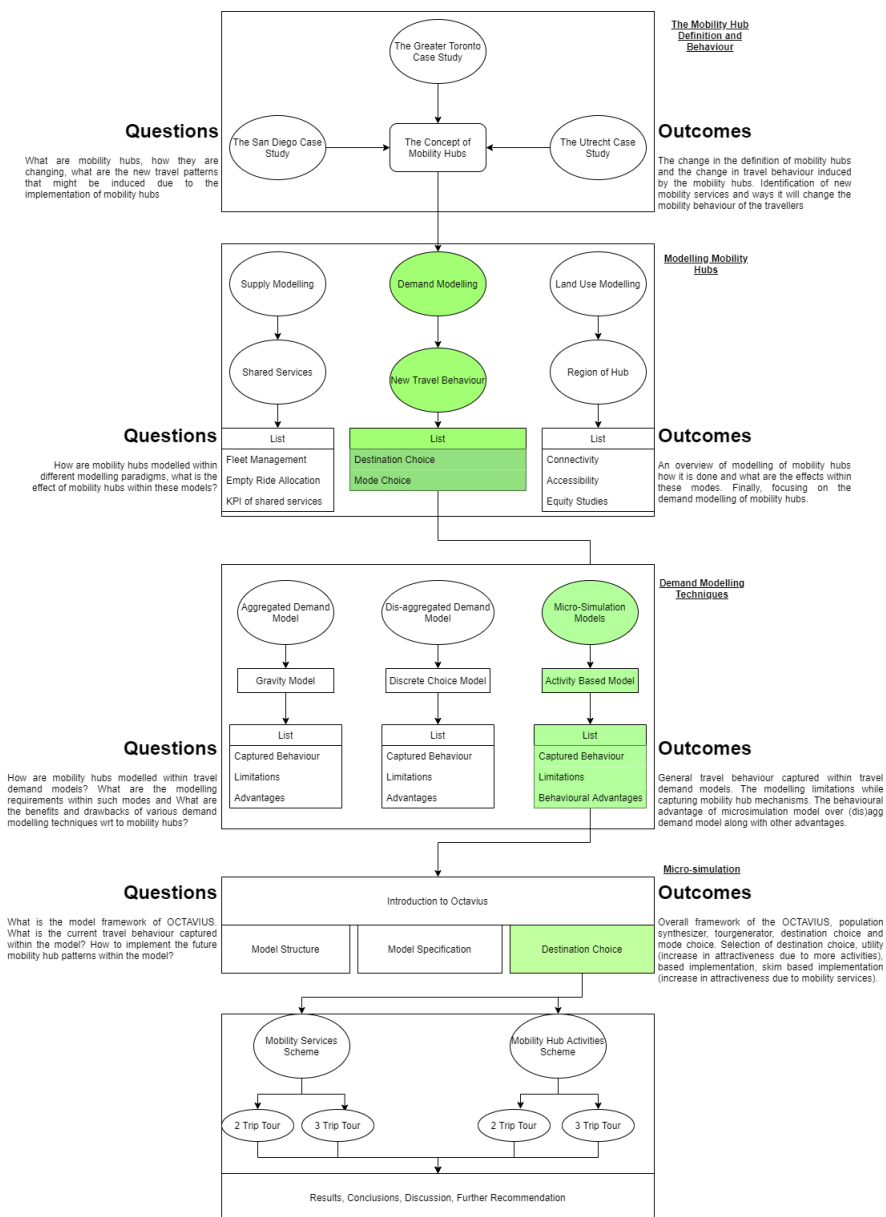 The Mobility Hub
Definition and
Behaviour
The Greater Toronto
Case Study
Questions
What are mobility hubs, how they are
changing, what are the new travel patterns
that might be induced due to the
implementation of mobility hubs
The San Diego Case
Study
The Concept of
Mobility Hubs
The Utrecht Case
Study
Outcomes
The change in the definition of mobility hubs
and the change in travel behaviour induced
by the mobility hubs. Identification of new
mobility services and ways it will change the
mobility behaviour of the travellers
Modelling Mobility
Hubs
Supply Modelling
Demand Modelling
Land Use Modelling
Shared Services
New Travel Behaviour
Region of Hub
Questions
How are mobility hubs modelled within
different modelling paradigms, what is the
effect of mobility hubs within these models?
List
Fleet Management
Empty Ride Allocation
KPI of shared services
List
Destination Choice
Mode Choice
List
Connectivity
Accessibility
Equity Studies
Outcomes
An overview of modelling of mobility hubs
how it is done and what are the effects within
these modes. Finally, focusing on the
demand modelling of mobility hubs.
Demand Modelling
Techniques
Aggregated Demand
Model
Dis-aggregated Demand
Model
Micro-Simulation
Models
Gravity Model
Discrete Choice Model
Activity Based Model
Questions
How are mobility hubs modelled within travel
demand models? What are the modelling
requirements within such modes and What are
the benefits and drawbacks of various demand
modelling techniques wrt to mobility hubs?
List
Captured Behaviour
Limitations
Advantages
List
Captured Behaviour
Limitations
Advantages
List
Captured Behaviour
Limitations
Behavioural Advantages
Outcomes
General travel behaviour captured within travel
demand models. The modelling limitations while
capturing mobility hub mechanisms. The behavioural
advantage of microsimulation model over (dis)agg
demand model along with other advantages.
Micro-simulation
Questions
What is the model framework of OCTAVIUS.
What is the current travel behaviour captured
within the model? How to implement the future
mobility hub patterns within the model?
Introduction to Octavius
Model Structure
Model Specification
Destination Choice
Outcomes
Overall framework of the OCTAVIUS, population
synthesizer, tourgenerator, destination choice and
mode choice. Selection of destination choice, utility
(increase in attractiveness due to more activities),
based implementation, skim based implementation
(increase in attractiveness due to mobility services).
Mobility Services
Scheme
Mobility Hub Activities
Scheme
2 Trip Tour
3 Trip Tour
2 Trip Tour
3 Trip Tour
Results, Conclusions, Discussion, Further Recommendation